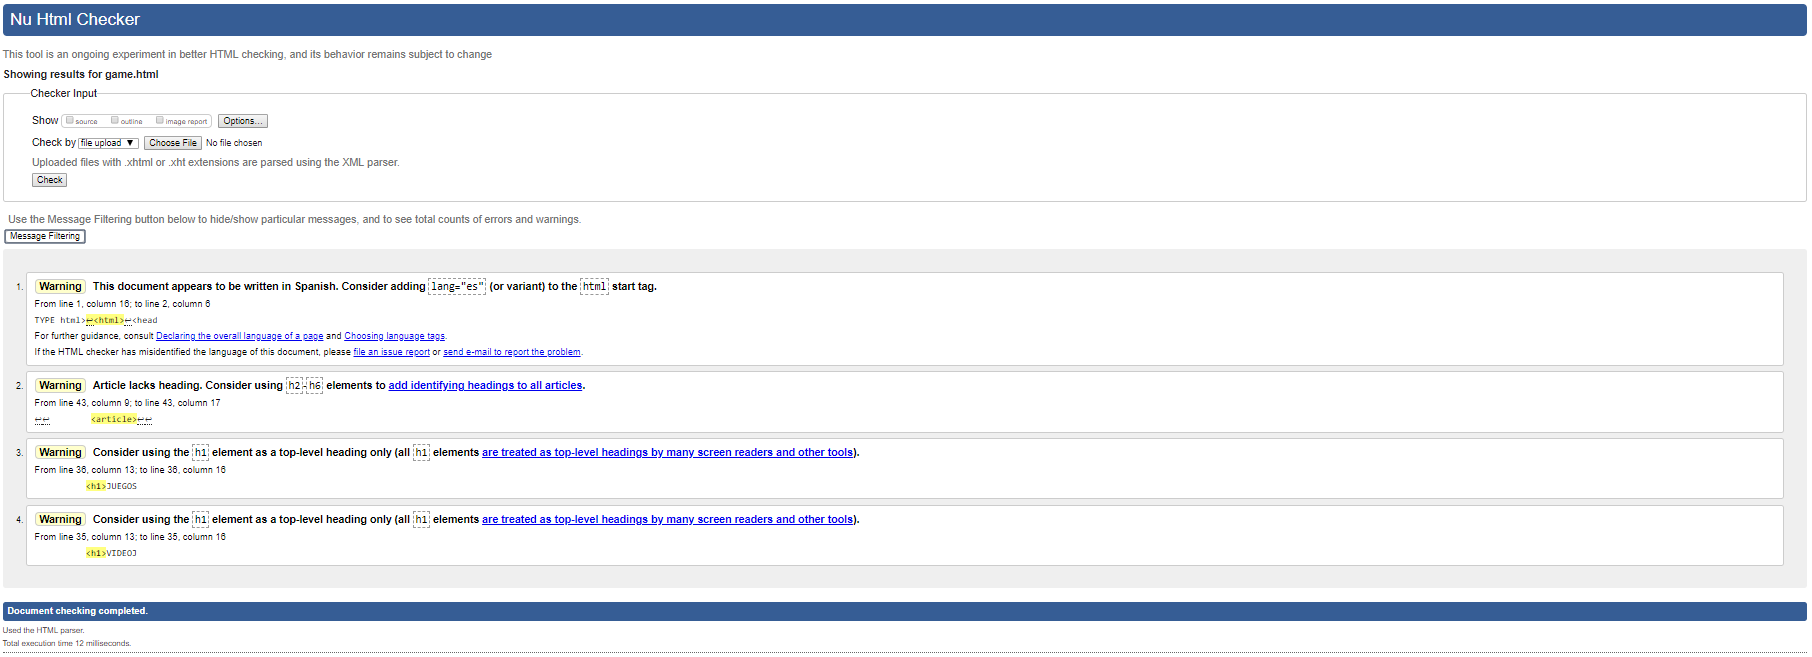 Nu Html Checker
This tool is an ongoing experiment in better HTML checking, and its behavior remains subject to change
Showing results for game.html
Checker Input
Show source outline image report Options...
Check by file upload ▼ Choose File No file chosen
Uploaded files with .xhtml or .xht extensions are parsed using the XML parser.
Check
Use the Message Filtering button below to hide/show particular messages, and to see total counts of errors and warnings.
Message Filtering
1. Warning This document appears to be written in Spanish. Consider adding lang="es" (or variant) to the html start tag.
From line 1, column 16; to line 2, column 6
TYPE html>↩<html>↩<head
For further guidance, consult Declaring the overall language of a page and Choosing language tags.
If the HTML checker has misidentified the language of this document, please file an issue report or send e-mail to report the problem.
2. Warning Article lacks heading. Consider using h2-h6 elements to add identifying headings to all articles.
From line 43, column 9; to line 43, column 17
↩↩ <article>↩↩
3. Warning Consider using the h1 element as a top-level heading only (all h1 elements are treated as top-level headings by many screen readers and other tools).
From line 36, column 13; to line 36, column 16
<h1>JUEGOS
4. Warning Consider using the h1 element as a top-level heading only (all h1 elements are treated as top-level headings by many screen readers and other tools).
From line 35, column 13; to line 35, column 16
<h1>VIDEOJ
Document checking completed.
Used the HTML parser.
Total execution time 12 milliseconds.